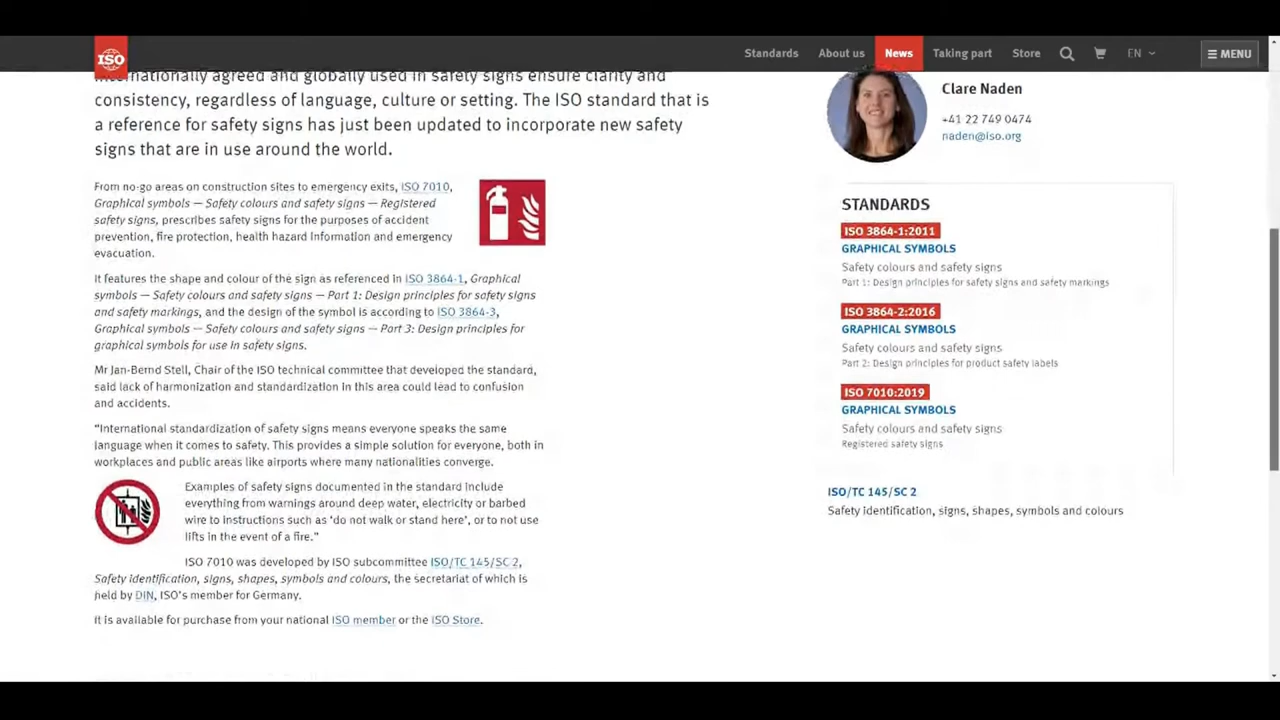 ISO
Standards
About us
News
Taking part
Store
EN
MENU
internationally agreed and globally used in safety signs ensure clarity and
consistency, regardless of language, culture or setting. The ISO standard that is
a reference for safety signs has just been updated to incorporate new safety
signs that are in use around the world.
From no-go areas on construction sites to emergency exits, ISO 7010,
Graphical symbols — Safety colours and safety signs — Registered
safety signs, prescribes safety signs for the purposes of accident
prevention, fire protection, health hazard information and emergency
evacuation.
It features the shape and colour of the sign as referenced in ISO 3864-1, Graphical
symbols — Safety colours and safety signs — Part 1: Design principles for safety signs
and safety markings, and the design of the symbol is according to ISO 3864-3,
Graphical symbols — Safety colours and safety signs — Part 3: Design principles for
graphical symbols for use in safety signs.
Mr Jan-Bernd Stell, Chair of the ISO technical committee that developed the standard,
said lack of harmonization and standardization in this area could lead to confusion
and accidents.
“International standardization of safety signs means everyone speaks the same
language when it comes to safety. This provides a simple solution for everyone, both in
workplaces and public areas like airports where many nationalities converge.
Examples of safety signs documented in the standard include
everything from warnings around deep water, electricity or barbed
wire to instructions such as ‘do not walk or stand here’, or to not use
lifts in the event of a fire.”
ISO 7010 was developed by ISO subcommittee ISO/TC 145/SC 2,
Safety identification, signs, shapes, symbols and colours, the secretariat of which is
held by DIN, ISO’s member for Germany.
It is available for purchase from your national ISO member or the ISO Store.
Clare Naden
+41 22 749 0474
naden@iso.org
STANDARDS
ISO 3864-1:2011
GRAPHICAL SYMBOLS
Safety colours and safety signs
Part 1: Design principles for safety signs and safety markings
ISO 3864-2:2016
GRAPHICAL SYMBOLS
Safety colours and safety signs
Part 2: Design principles for product safety labels
ISO 7010:2019
GRAPHICAL SYMBOLS
Safety colours and safety signs
Registered safety signs
ISO/TC 145/SC 2
Safety identification, signs, shapes, symbols and colours